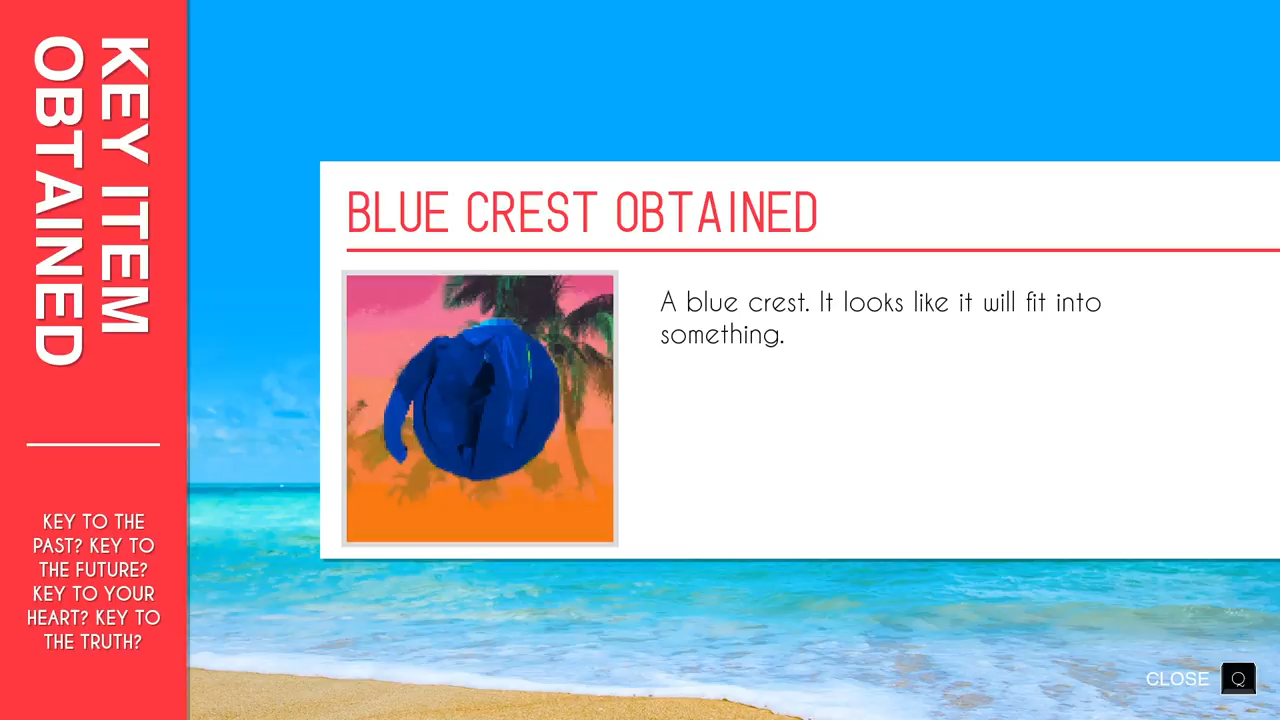 KEY ITEM
OBTAINED
KEY TO THE
PAST? KEY TO
THE FUTURE?
KEY TO YOUR
HEART? KEY TO
THE TRUTH?
BLUE CREST OBTAINED
A blue crest. It looks like it will fit into
something.
CLOSE Q